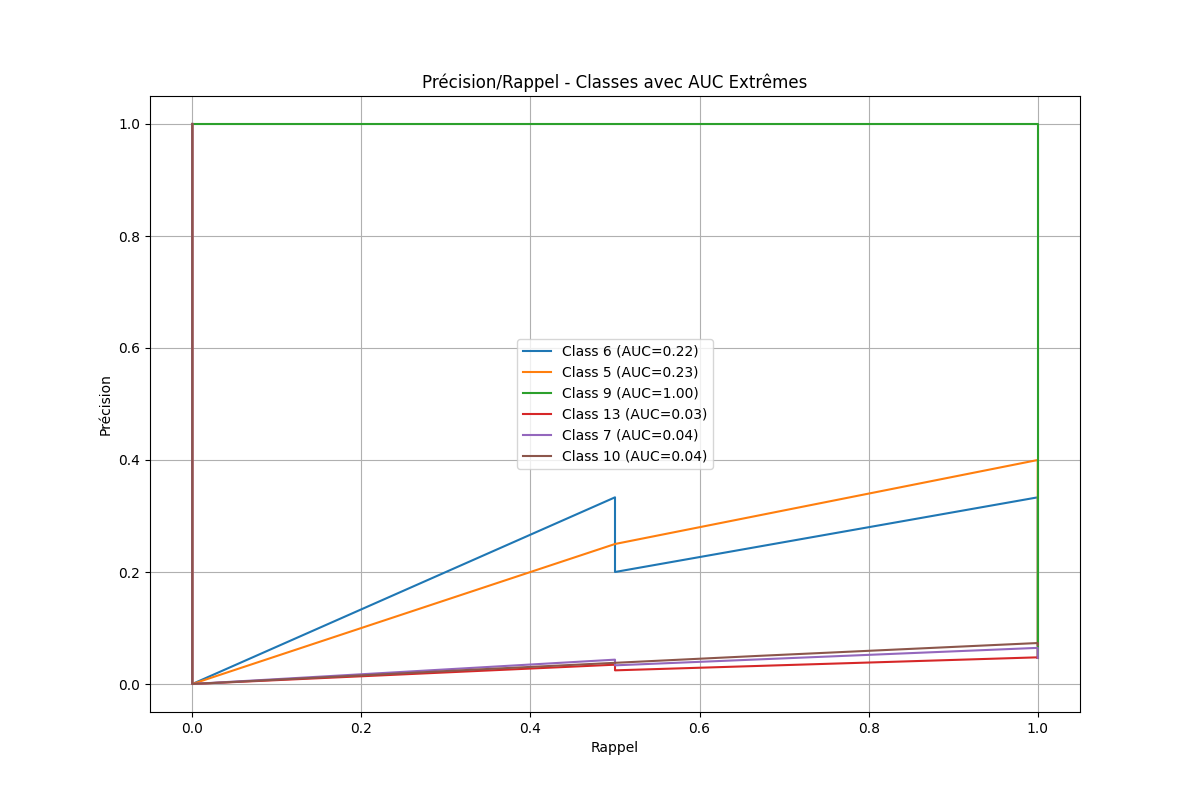 Précision/Rappel - Classes avec AUC Extrêmes
1.0
0.8
0.6
0.4
0.2
0.0
Précision
Class 6 (AUC=0.22)
Class 5 (AUC=0.23)
Class 9 (AUC=1.00)
Class 13 (AUC=0.03)
Class 7 (AUC=0.04)
Class 10 (AUC=0.04)
0.0 0.2 0.4 0.6 0.8 1.0
Rappel